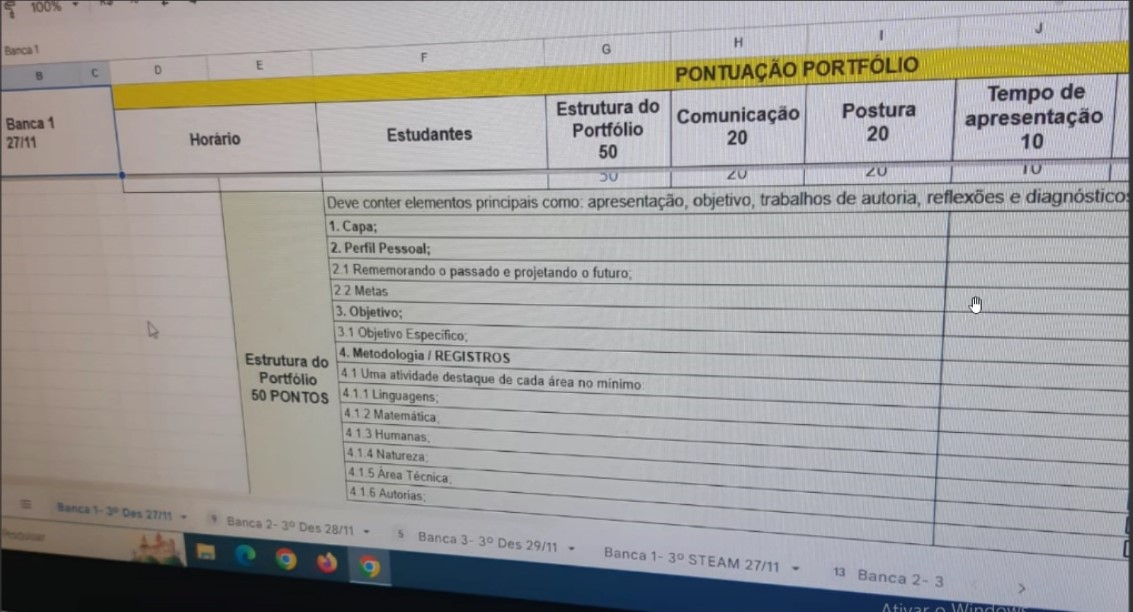 100%
Banca 1
B C D E F G H I J
PONTUAÇÃO PORTFÓLIO
Banca 1
27/11
Horário
Estudantes
Estrutura do
Portfólio
50
Comunicação
20
Postura
20
Tempo de
apresentação
10
50 20 20 10
Deve conter elementos principais como: apresentação, objetivo, trabalhos de autoria, reflexões e diagnósticos
1. Capa;
2. Perfil Pessoal;
2.1 Rememorando o passado e projetando o futuro;
2.2 Metas
3. Objetivo;
3.1 Objetivo Específico;
4. Metodologia / REGISTROS
4.1 Uma atividade destaque de cada área no mínimo
4.1.1 Linguagens;
4.1.2 Matemática;
4.1.3 Humanas;
4.1.4 Natureza;
4.1.5 Área Técnica;
4.1.6 Autorias;
Estrutura do
Portfólio
50 PONTOS
Banca 1- 3º Des 27/11
9 Banca 2- 3º Des 28/11
5 Banca 3- 3º Des 29/11
Banca 1- 3º STEAM 27/11
13 Banca 2- 3
Pesquisar
Ativar o Windows